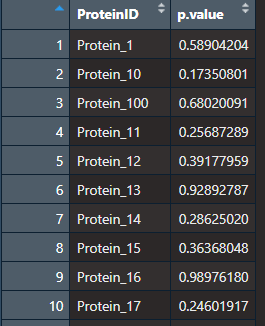 ProteinID p.value
1 Protein_1 0.58904204
2 Protein_10 0.17350801
3 Protein_100 0.68020091
4 Protein_11 0.25687289
5 Protein_12 0.39177959
6 Protein_13 0.92892787
7 Protein_14 0.28625020
8 Protein_15 0.36368048
9 Protein_16 0.98976180
10 Protein_17 0.24601917